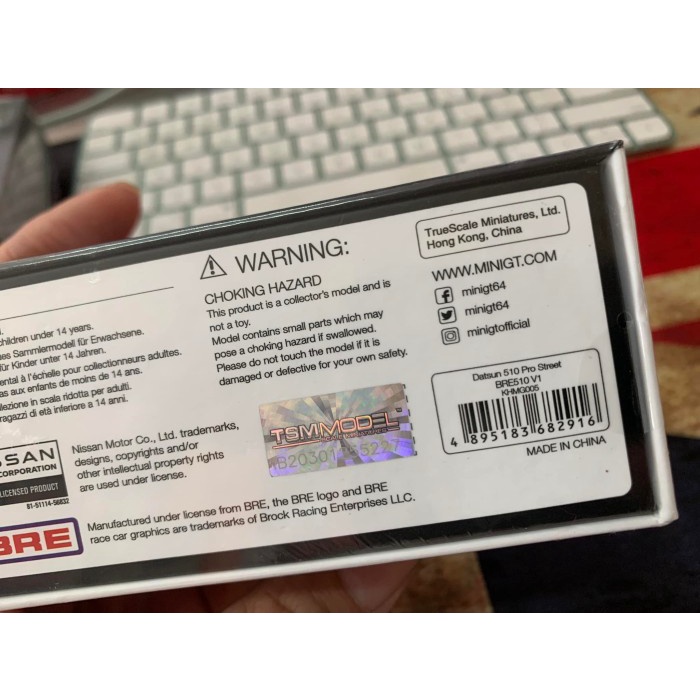 WARNING:
CHOKING HAZARD
This product is a collector's model and is
not a toy.
Model contains small parts which may
pose a choking hazard if swallowed.
Please do not touch the model if it is
damaged or defective for your own safety.
children under 14 years.
Sammlermodell für Erwachsene.
für Kinder unter 14 Jahren.
à l'échelle pour collectionneurs adultes.
aux enfants de moins de 14 ans.
in scala ridotta per adulti.
ragazzi di età inferiore a 14 anni.
TrueScale Miniatures, Ltd.
Hong Kong, China
WWW.MINIGT.COM
minigt64
minigt64
minigtofficial
Datsun 510 Pro Street
BRE510 V1
KHMG005
4 895183 682916
MADE IN CHINA
TSMMODEL
SSAN
CORPORATION
LICENSED PRODUCT
Nissan Motor Co., Ltd. trademarks,
designs, copyrights and/or
other intellectual property rights
are used under license.
BRE
Manufactured under license from BRE, the BRE logo and BRE
race car graphics are trademarks of Brock Racing Enterprises LLC.